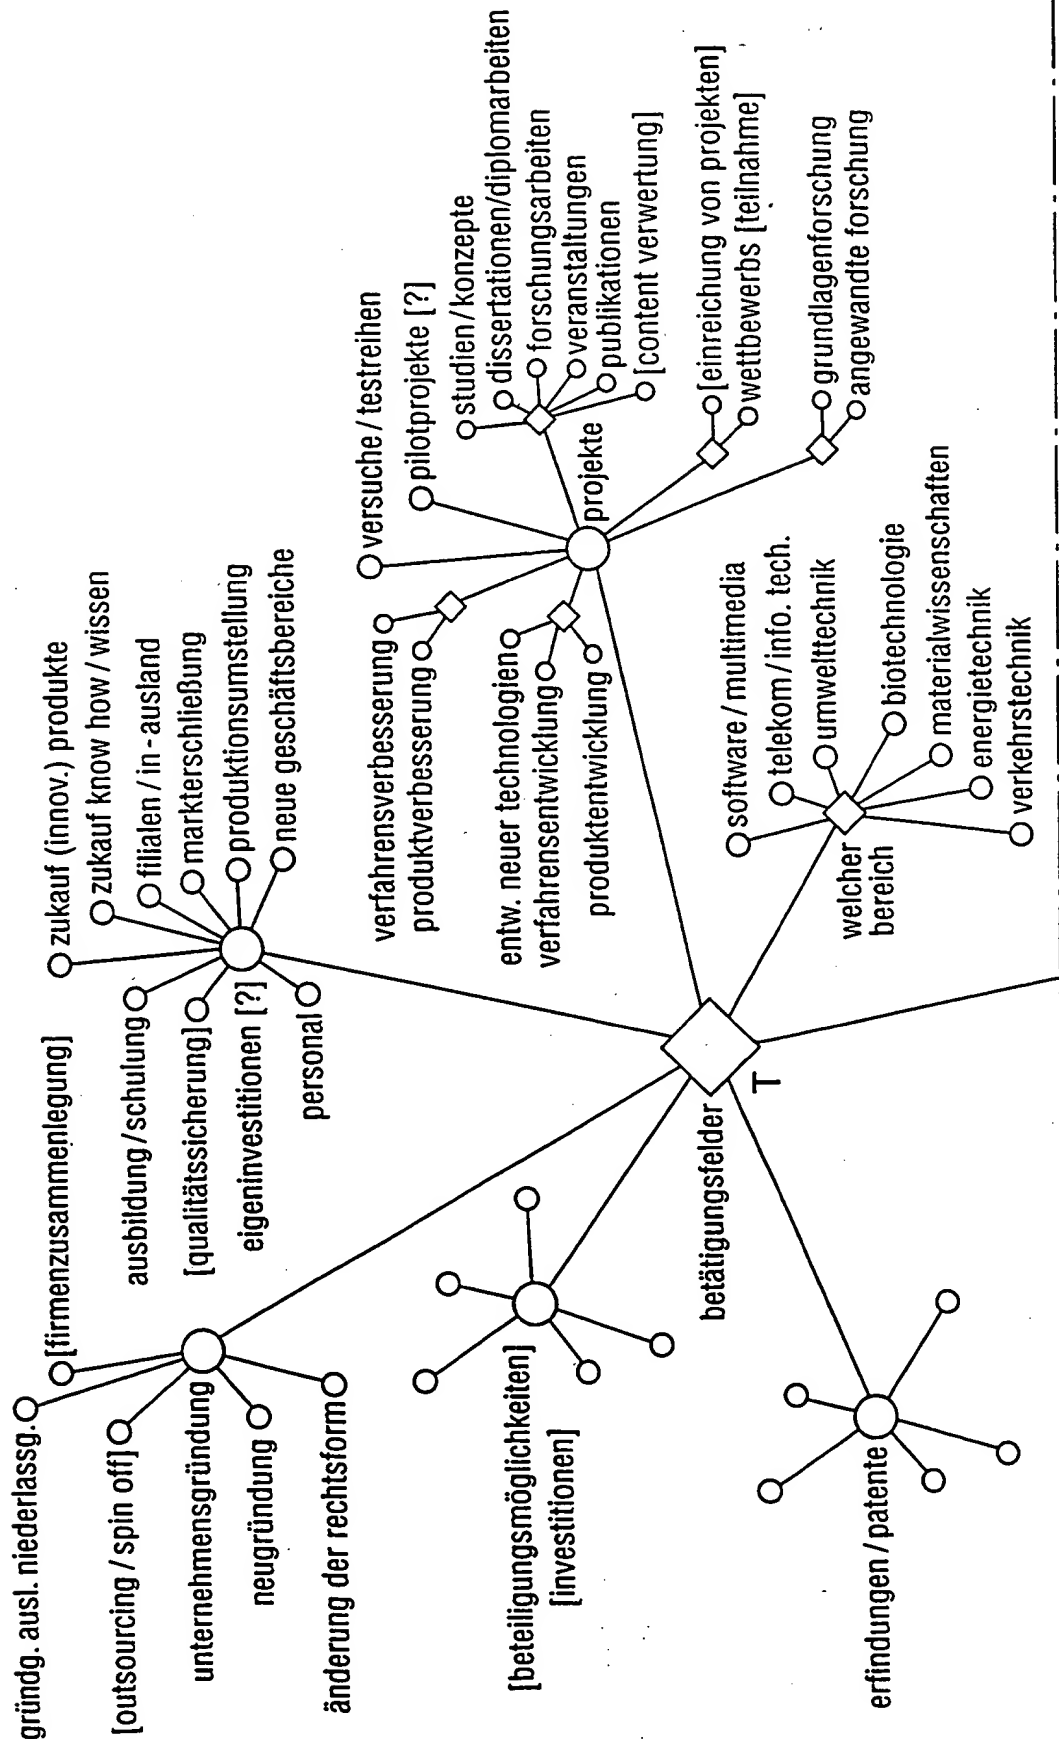 gründg. ausl. niederlassg.
[firmenzusammenlegung]
[outsourcing / spin off]
unternehmensgründung
neugründung
änderung der rechtsform
zukauf (innov.) produkte
zukauf know how / wissen
filialen / in-ausland
markterschließung
produktionsumstellung
neue geschäftsbereiche
ausbildung / schulung
[qualitätssicherung]
eigeninvestitionen [?]
personal
versuche / testreihen
pilotprojekte [?]
studien / konzepte
dissertationen/diplomarbeiten
forschungsarbeiten
veranstaltungen
publikationen
[content verwertung]
projekte
[einreichung von projekten]
wettbewerbs [teilnahme]
grundlagenforschung
angewandte forschung
verfahrensverbesserung
produktverbesserung
entw. neuer technologien
verfahrensentwicklung
produktentwicklung
software / multimedia
telekom / info. tech.
umwelttechnik
biotechnologie
materialwissenschaften
energietechnik
verkehrstechnik
welcher
bereich
betätigungsfelder
T
[beteiligungsmöglichkeiten]
[investitionen]
erfindungen / patente